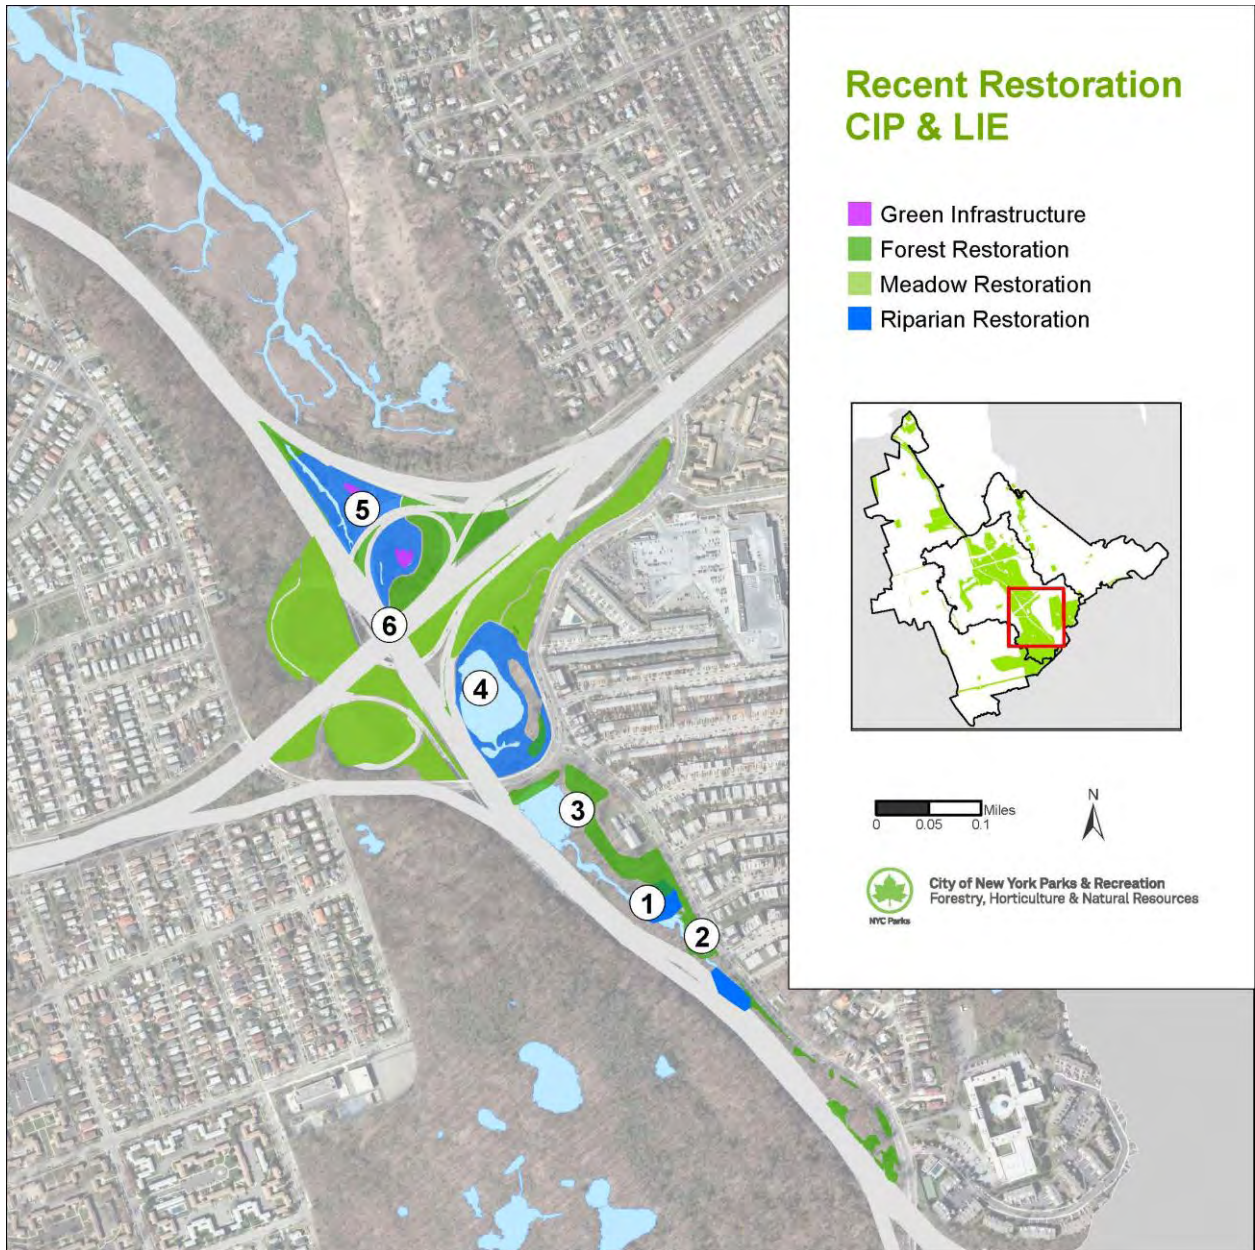 Recent Restoration
CIP & LIE
Green Infrastructure
Forest Restoration
Meadow Restoration
Riparian Restoration
5
6
4
3
1
2
N
Miles
0 0.05 0.1
City of New York Parks & Recreation
Forestry, Horticulture & Natural Resources
NYC Parks